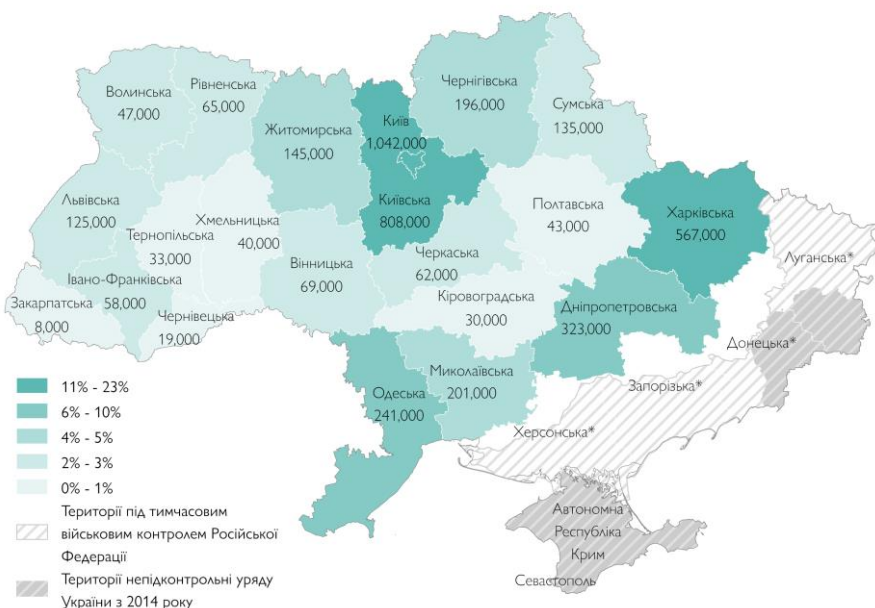 Чернігівська
196,000
Сумська
135,000
Волинська
47,000
Рівненська
65,000
Житомирська
145,000
Київ
1,042,000
Київська
808,000
Львівська
125,000
Тернопільська
33,000
Хмельницька
40,000
Полтавська
43,000
Харківська
567,000
Луганська*
Вінницька
69,000
Черкаська
62,000
Івано-Франківська
58,000
Закарпатська
8,000
Чернівецька
19,000
Кіровоградська
30,000
Дніпропетровська
323,000
Донецька*
Одеська
241,000
Миколаївська
201,000
Запорізька*
Херсонська*
Автономна
Республіка
Крим
Севастополь
11% - 23%
6% - 10%
4% - 5%
2% - 3%
0% - 1%
Території під тимчасовим
військовим контролем Російської
Федерації
Території непідконтрольні уряду
України з 2014 року